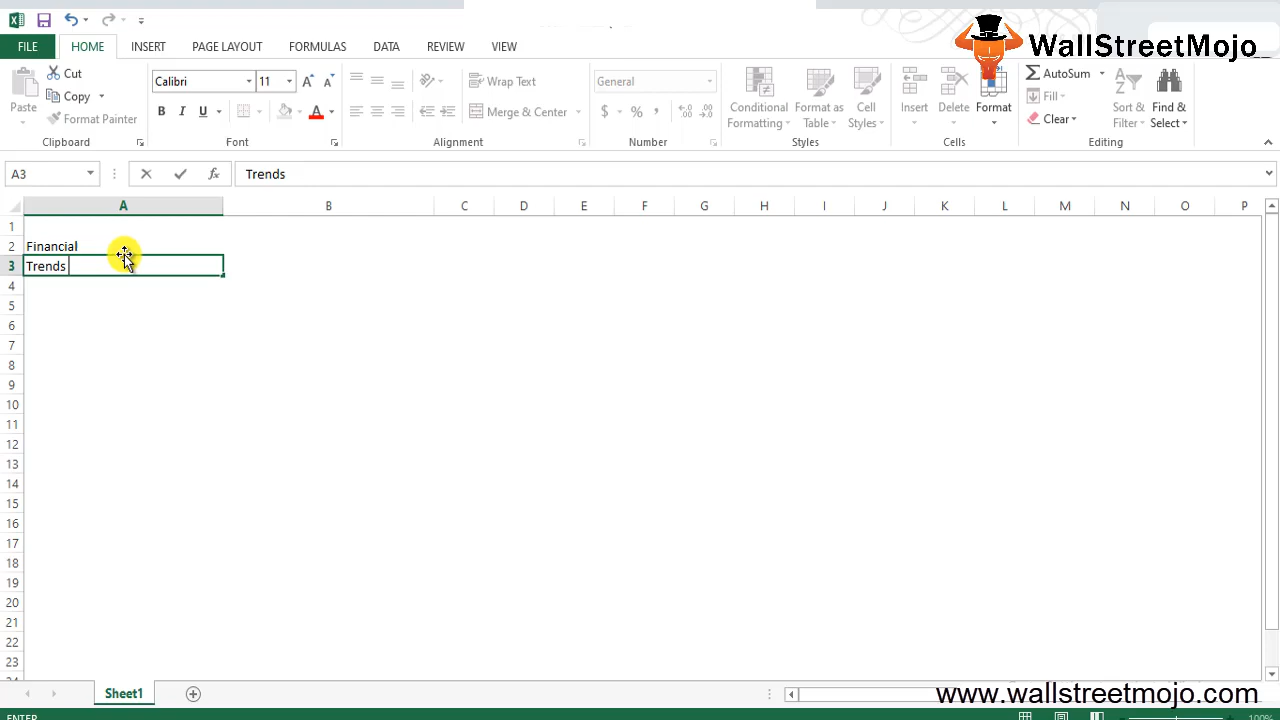 WallStreetMojo
FILE HOME INSERT PAGE LAYOUT FORMULAS DATA REVIEW VIEW
Paste
Cut
Copy
Format Painter
Clipboard
Calibri 11
B I U A
Font
Wrap Text
Merge & Center
Alignment
General
$ % ,
Number
Conditional Formatting
Format as Table
Cell Styles
Styles
Insert
Delete
Format
Cells
AutoSum
Fill
Clear
Sort & Filter
Find & Select
Editing
A3 fx Trends
A B C D E F G H I J K L M N O P
1
2 Financial
3 Trends
4
5
6
7
8
9
10
11
12
13
14
15
16
17
18
19
20
21
22
23
Sheet1
www.wallstreetmojo.com
ENTER 100%